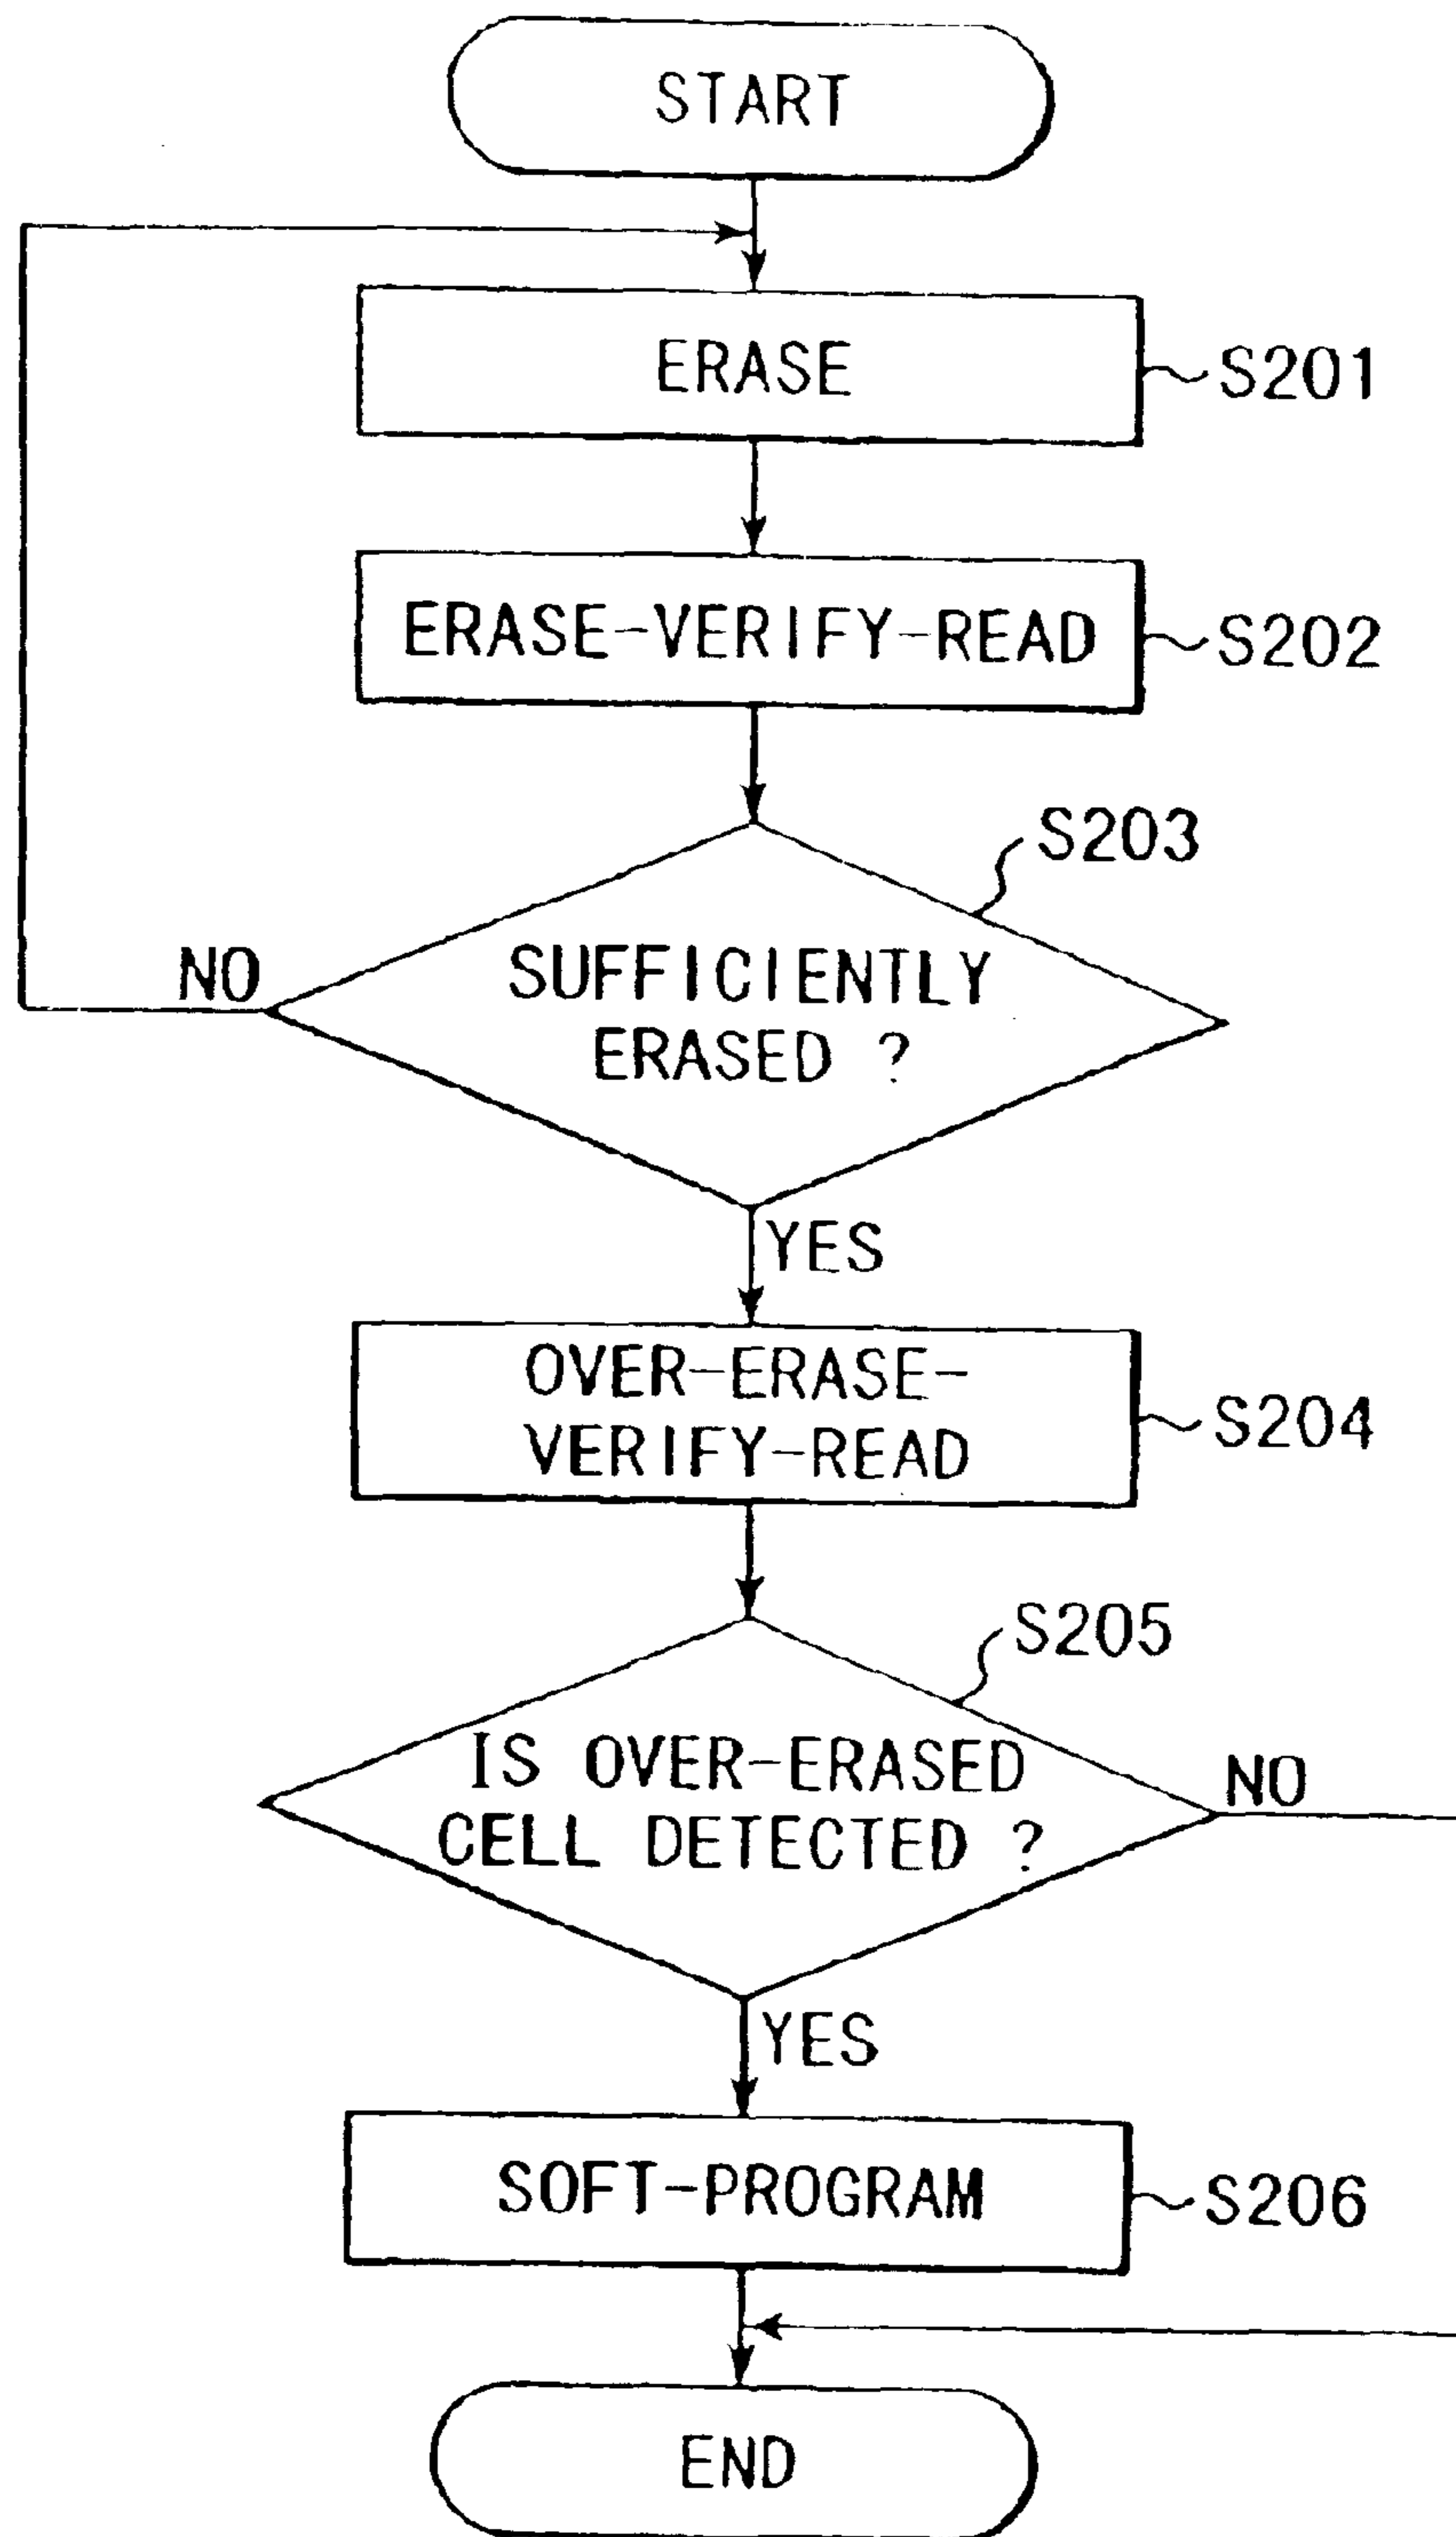 START
ERASE
S201
ERASE-VERIFY-READ
S202
S203
SUFFICIENTLY
ERASED ?
NO
YES
OVER-ERASE-
VERIFY-READ
S204
S205
IS OVER-ERASED
CELL DETECTED ?
NO
YES
SOFT-PROGRAM
S206
END